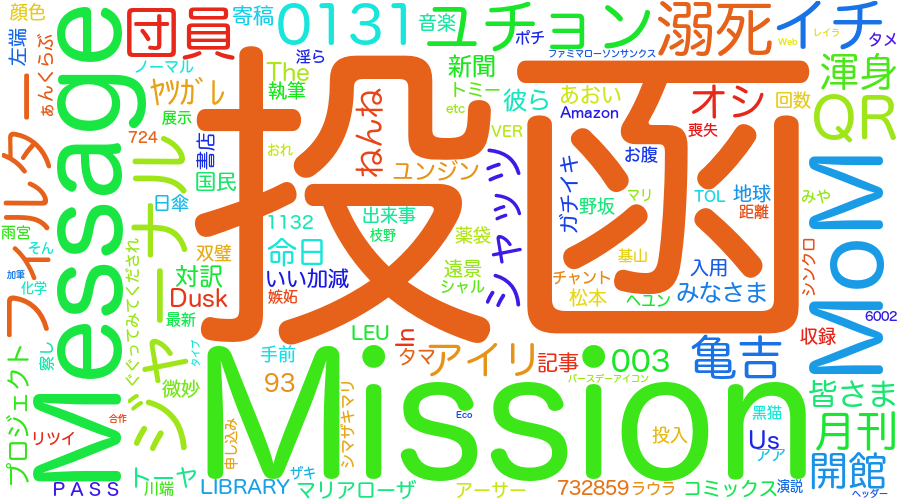 顔色
寄稿
0131
音楽
ユチョン
ポチ
溺死
イチ
タメ
左端
団員
ノーマル
The
新聞
ファミマローソンサンクス
Web
レイラ
ぁんくらぶ
ヤツガレ
執筆
トミー
etc
彼ら
あおい
Amazon
オシ
喪失
渾身
回数
QR
Message
フィルター
724
展示
書店
おれ
投函
ねんね
VER
ユンジン
シャッツ
ガチイキ
お腹
マリ
TOL
地球
距離
みや
MoM
ジャーナル
国民
日傘
1132
出来事
枝野
野坂
雨宮
そん
双璧
命日
薬袋
基山
シンクロ
加筆
化学
くくってみてくだされ
対訳
いい加減
遠景
シャル
チャント
入用
Dusk
嫉妬
松本
ヘユン
みなさま
最新
LEU
In
6002
収録
察し
タイプ
手前
タマ
アイリ
記事
003
亀吉
プロジェクト
微妙
93
バースデーアイコン
皆さま
Mission
合作
シマザキマリ
Eco
黒猫
月刊
リツイ
申し込み
投入
Us
アア
開館
トーヤ
ザキ
PASS
川端
LIBRARY
マリアローザ
アーサー
732859
ラウラ
コミックス
演説
ヘッダー